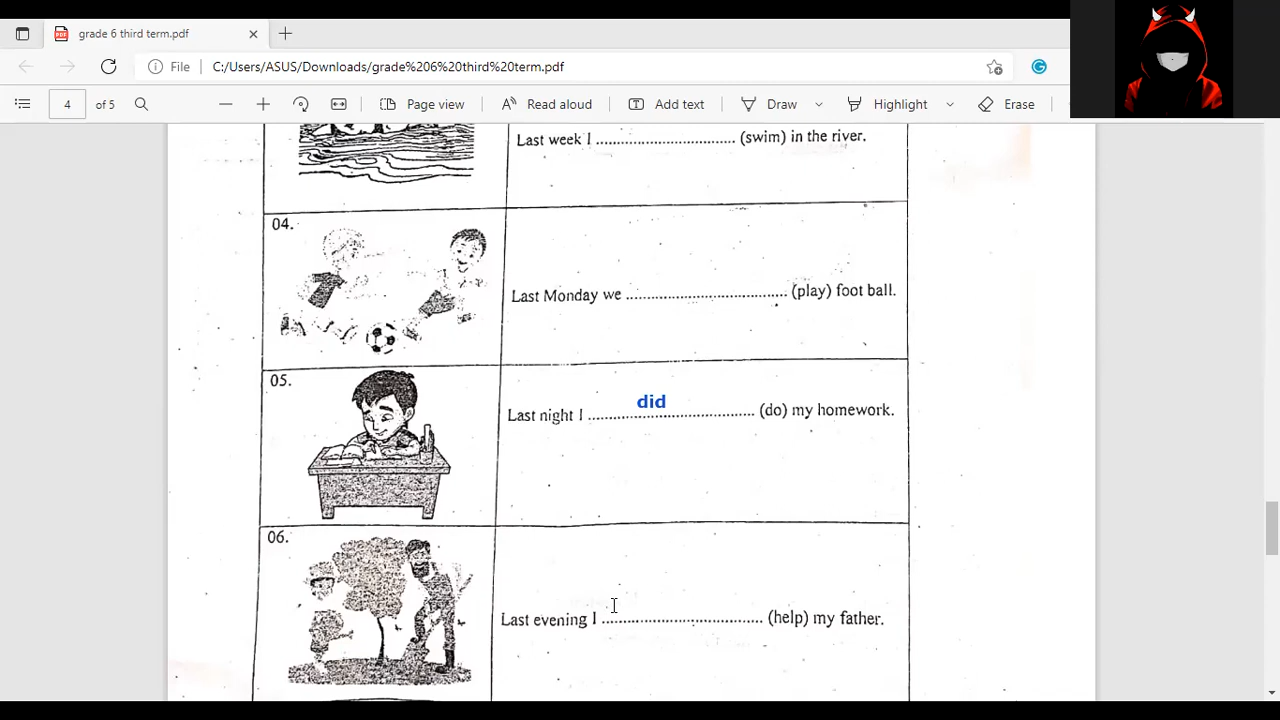 grade 6 third term.pdf
File C:/Users/ASUS/Downloads/grade%206%20third%20term.pdf
4 of 5 Page view Read aloud Add text Draw Highlight Erase
Last week I ................................... (swim) in the river.
04.
Last Monday we ........................................ (play) foot ball.
05.
did
Last night I .......................................... (do) my homework.
06.
Last evening I ........................................ (help) my father.